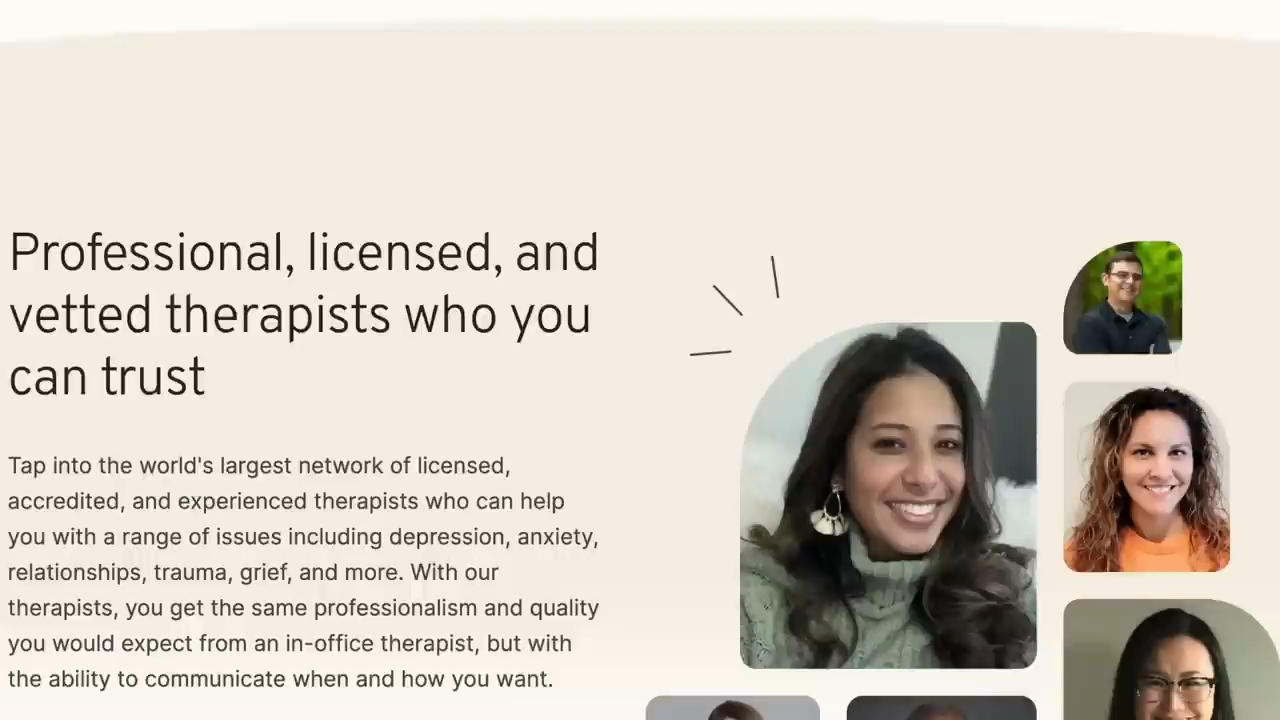 Professional, licensed, and
vetted therapists who you
can trust
Tap into the world's largest network of licensed,
accredited, and experienced therapists who can help
you with a range of issues including depression, anxiety,
relationships, trauma, grief, and more. With our
therapists, you get the same professionalism and quality
you would expect from an in-office therapist, but with
the ability to communicate when and how you want.